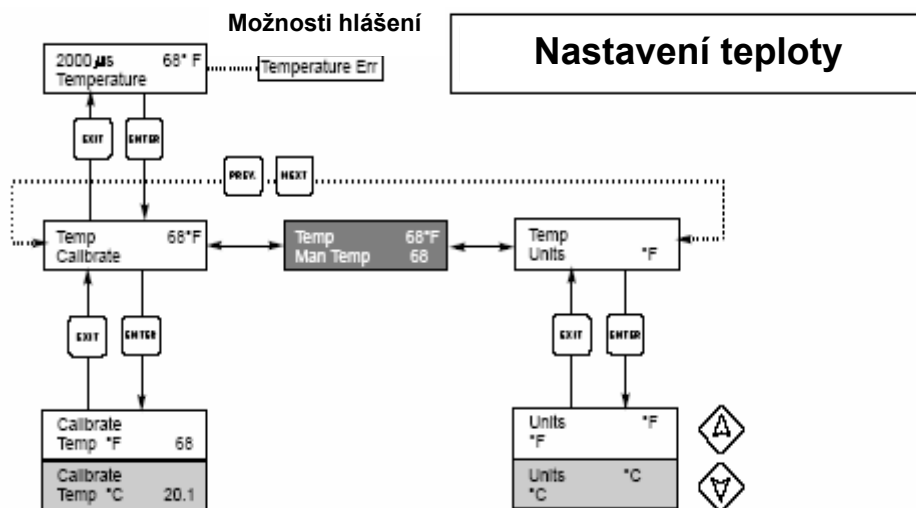 Možnosti hlášení
Nastavení teploty
2000 µs 68° F
Temperature
Temperature Err
EXIT
ENTER
PREV.
NEXT
Temp 68°F
Calibrate
Temp 68°F
Man Temp 68
Temp
Units °F
EXIT
ENTER
EXIT
ENTER
Calibrate
Temp °F 68
Calibrate
Temp °C 20.1
Units °F
°F
Units °C
°C